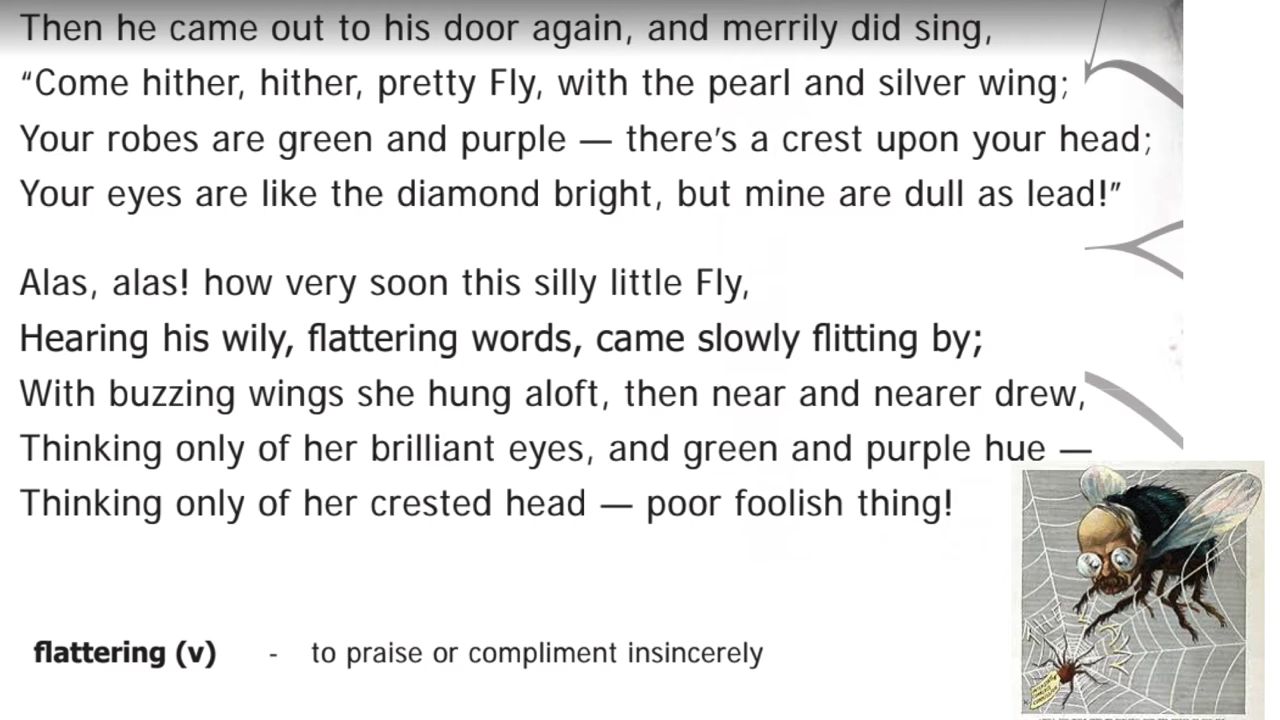 Then he came out to his door again, and merrily did sing,
“Come hither, hither, pretty Fly, with the pearl and silver wing;
Your robes are green and purple — there’s a crest upon your head;
Your eyes are like the diamond bright, but mine are dull as lead!”
Alas, alas! how very soon this silly little Fly,
Hearing his wily, flattering words, came slowly flitting by;
With buzzing wings she hung aloft, then near and nearer drew,
Thinking only of her brilliant eyes, and green and purple hue —
Thinking only of her crested head — poor foolish thing!
flattering (v) - to praise or compliment insincerely